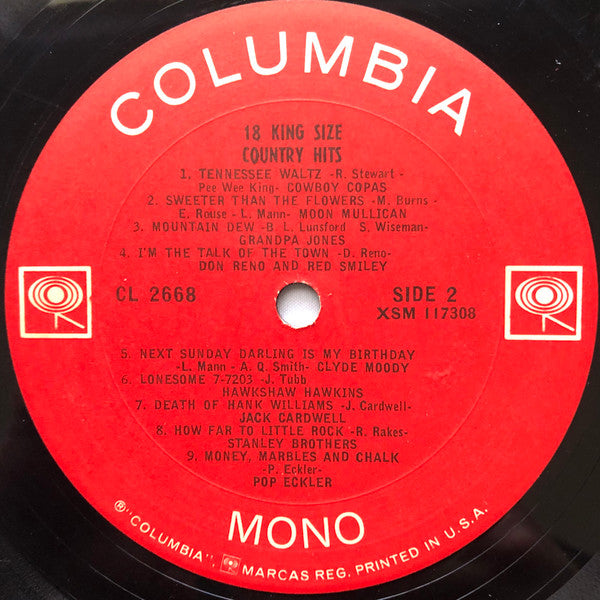 COLUMBIA
18 KING SIZE
COUNTRY HITS
1. TENNESSEE WALTZ -R. Stewart -
Pee Wee King- COWBOY COPAS
2. SWEETER THAN THE FLOWERS -M. Burns -
E. Rouse - L. Mann- MOON MULLICAN
3. MOUNTAIN DEW -B. L. Lunsford S. Wiseman-
GRANDPA JONES
4. I'M THE TALK OF THE TOWN -D. Reno-
DON RENO AND RED SMILEY
CL 2668
SIDE 2
XSM 117308
5. NEXT SUNDAY DARLING IS MY BIRTHDAY
-L. Mann - A. Q. Smith- CLYDE MOODY
6. LONESOME 7-7203 -J. Tubb
HAWKSHAW HAWKINS
7. DEATH OF HANK WILLIAMS -J. Cardwell-
JACK CARDWELL
8. HOW FAR TO LITTLE ROCK -R. Rakes-
STANLEY BROTHERS
9. MONEY, MARBLES AND CHALK
-P. Eckler-
POP ECKLER
MONO
®"COLUMBIA", MARCAS REG. PRINTED IN U.S.A.